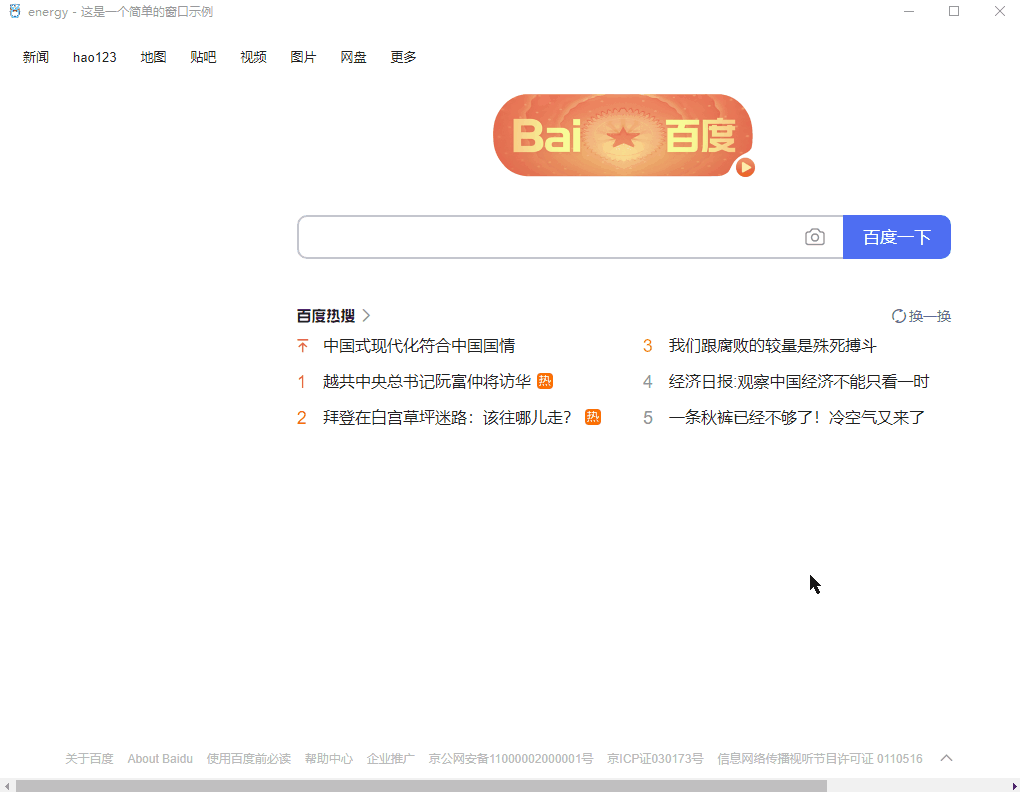 energy - 这是一个简单的窗口示例
新闻 hao123 地图 贴吧 视频 图片 网盘 更多
Bai 百度
百度一下
百度热搜 换一换
中国式现代化符合中国国情
3 我们跟腐败的较量是殊死搏斗
1 越共中央总书记阮富仲将访华 热
4 经济日报:观察中国经济不能只看一时
2 拜登在白宫草坪迷路：该往哪儿走？ 热
5 一条秋裤已经不够了！冷空气又来了
关于百度 About Baidu 使用百度前必读 帮助中心 企业推广 京公网安备11000002000001号 京ICP证030173号 信息网络传播视听节目许可证 0110516